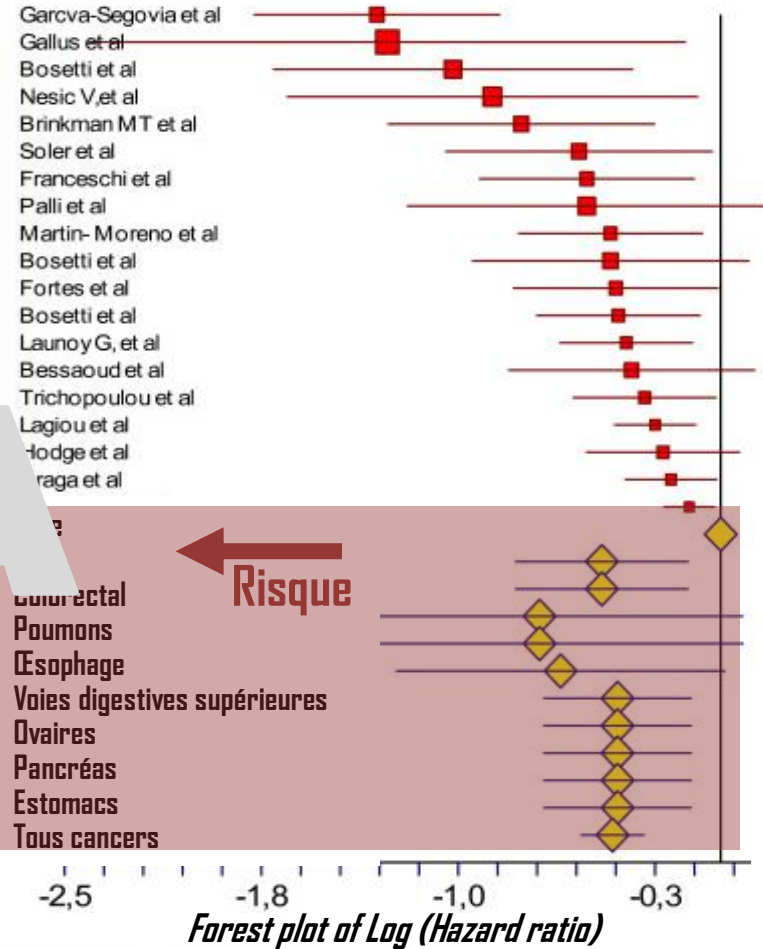 Garcva-Segovia et al
Gallus et al
Bosetti et al
Nesic V,et al
Brinkman MT et al
Soler et al
Franceschi et al
Palli et al
Martin- Moreno et al
Bosetti et al
Fortes et al
Bosetti et al
Launoy G, et al
Bessaoud et al
Trichopoulou et al
Lagiou et al
Hodge et al
raga et al
e
Risque
Colorectal
Poumons
Œsophage
Voies digestives supérieures
Ovaires
Pancréas
Estomacs
Tous cancers
-2,5 -1,8 -1,0 -0,3
Forest plot of Log (Hazard ratio)